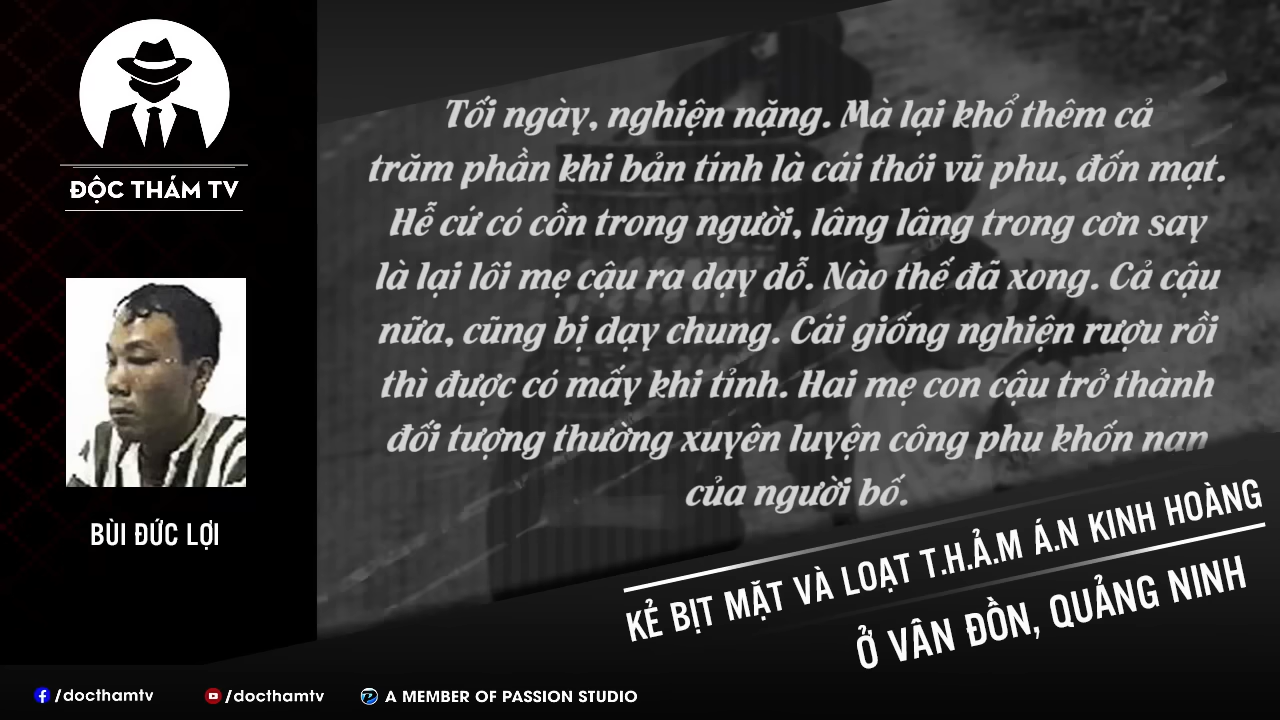 ĐỘC THÁM TV
BÙI ĐỨC LỢI
Tối ngày, nghiện nặng. Mà lại khổ thêm cả
trăm phần khi bản tính là cái thói vũ phu, đốn mạt.
Hễ cứ có cồn trong người, lâng lâng trong cơn say
là lại lôi mẹ cậu ra dạy dỗ. Nào thế đã xong. Cả cậu
nữa, cũng bị dạy chung. Cái giống nghiện rượu rồi
thì được có mấy khi tỉnh. Hai mẹ con cậu trở thành
đối tượng thường xuyên luyện công phu khốn nạn
của người bố.
KẺ BỊT MẶT VÀ LOẠT T.H.Ả.M Á.N KINH HOÀNG
Ở VÂN ĐỒN, QUẢNG NINH
/docthamtv
/docthamtv
A MEMBER OF PASSION STUDIO